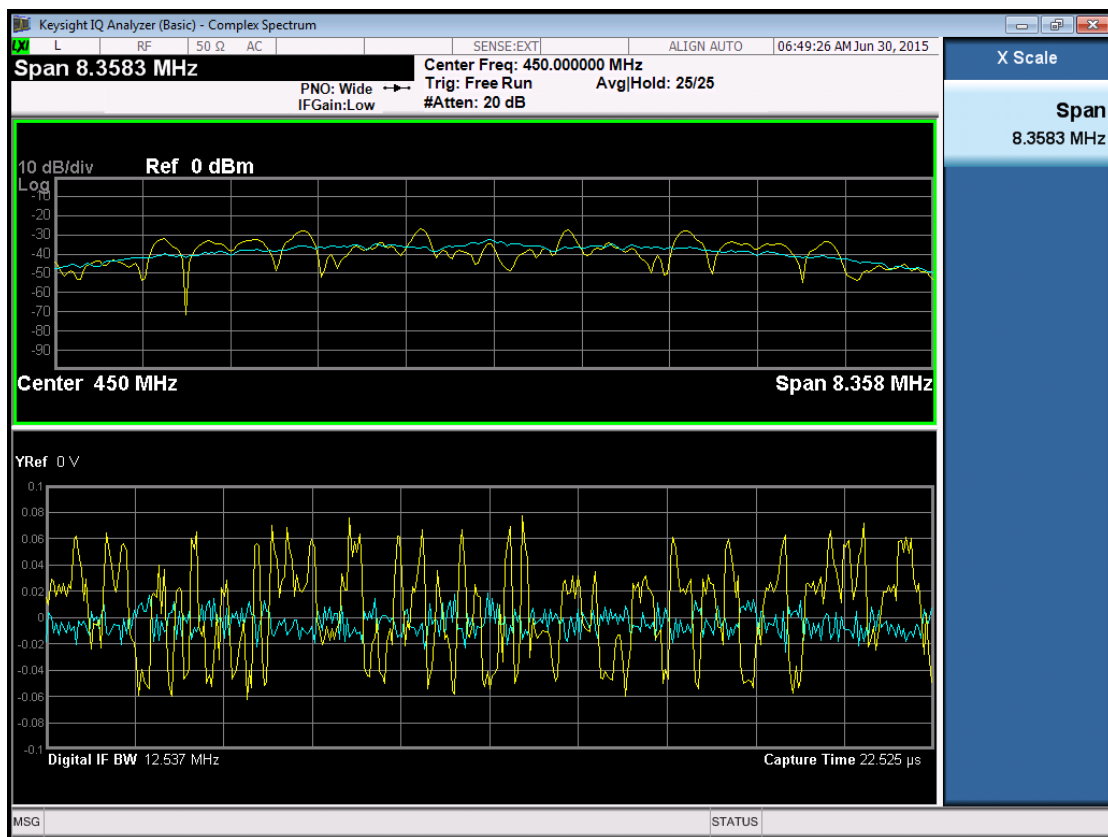 Keysight IQ Analyzer (Basic) - Complex Spectrum
LXI L RF 50 Ω AC SENSE:EXT ALIGN AUTO 06:49:26 AM Jun 30, 2015
Span 8.3583 MHz
Center Freq: 450.000000 MHz
PNO: Wide
Trig: Free Run
Avg|Hold: 25/25
IFGain:Low
#Atten: 20 dB
X Scale
Span
8.3583 MHz
10 dB/div
Ref 0 dBm
Log
-10
-20
-30
-40
-50
-60
-70
-80
-90
Center 450 MHz
Span 8.358 MHz
YRef 0 V
0.1
0.08
0.06
0.04
0.02
0
-0.02
-0.04
-0.06
-0.08
-0.1
Digital IF BW 12.537 MHz
Capture Time 22.525 µs
MSG
STATUS